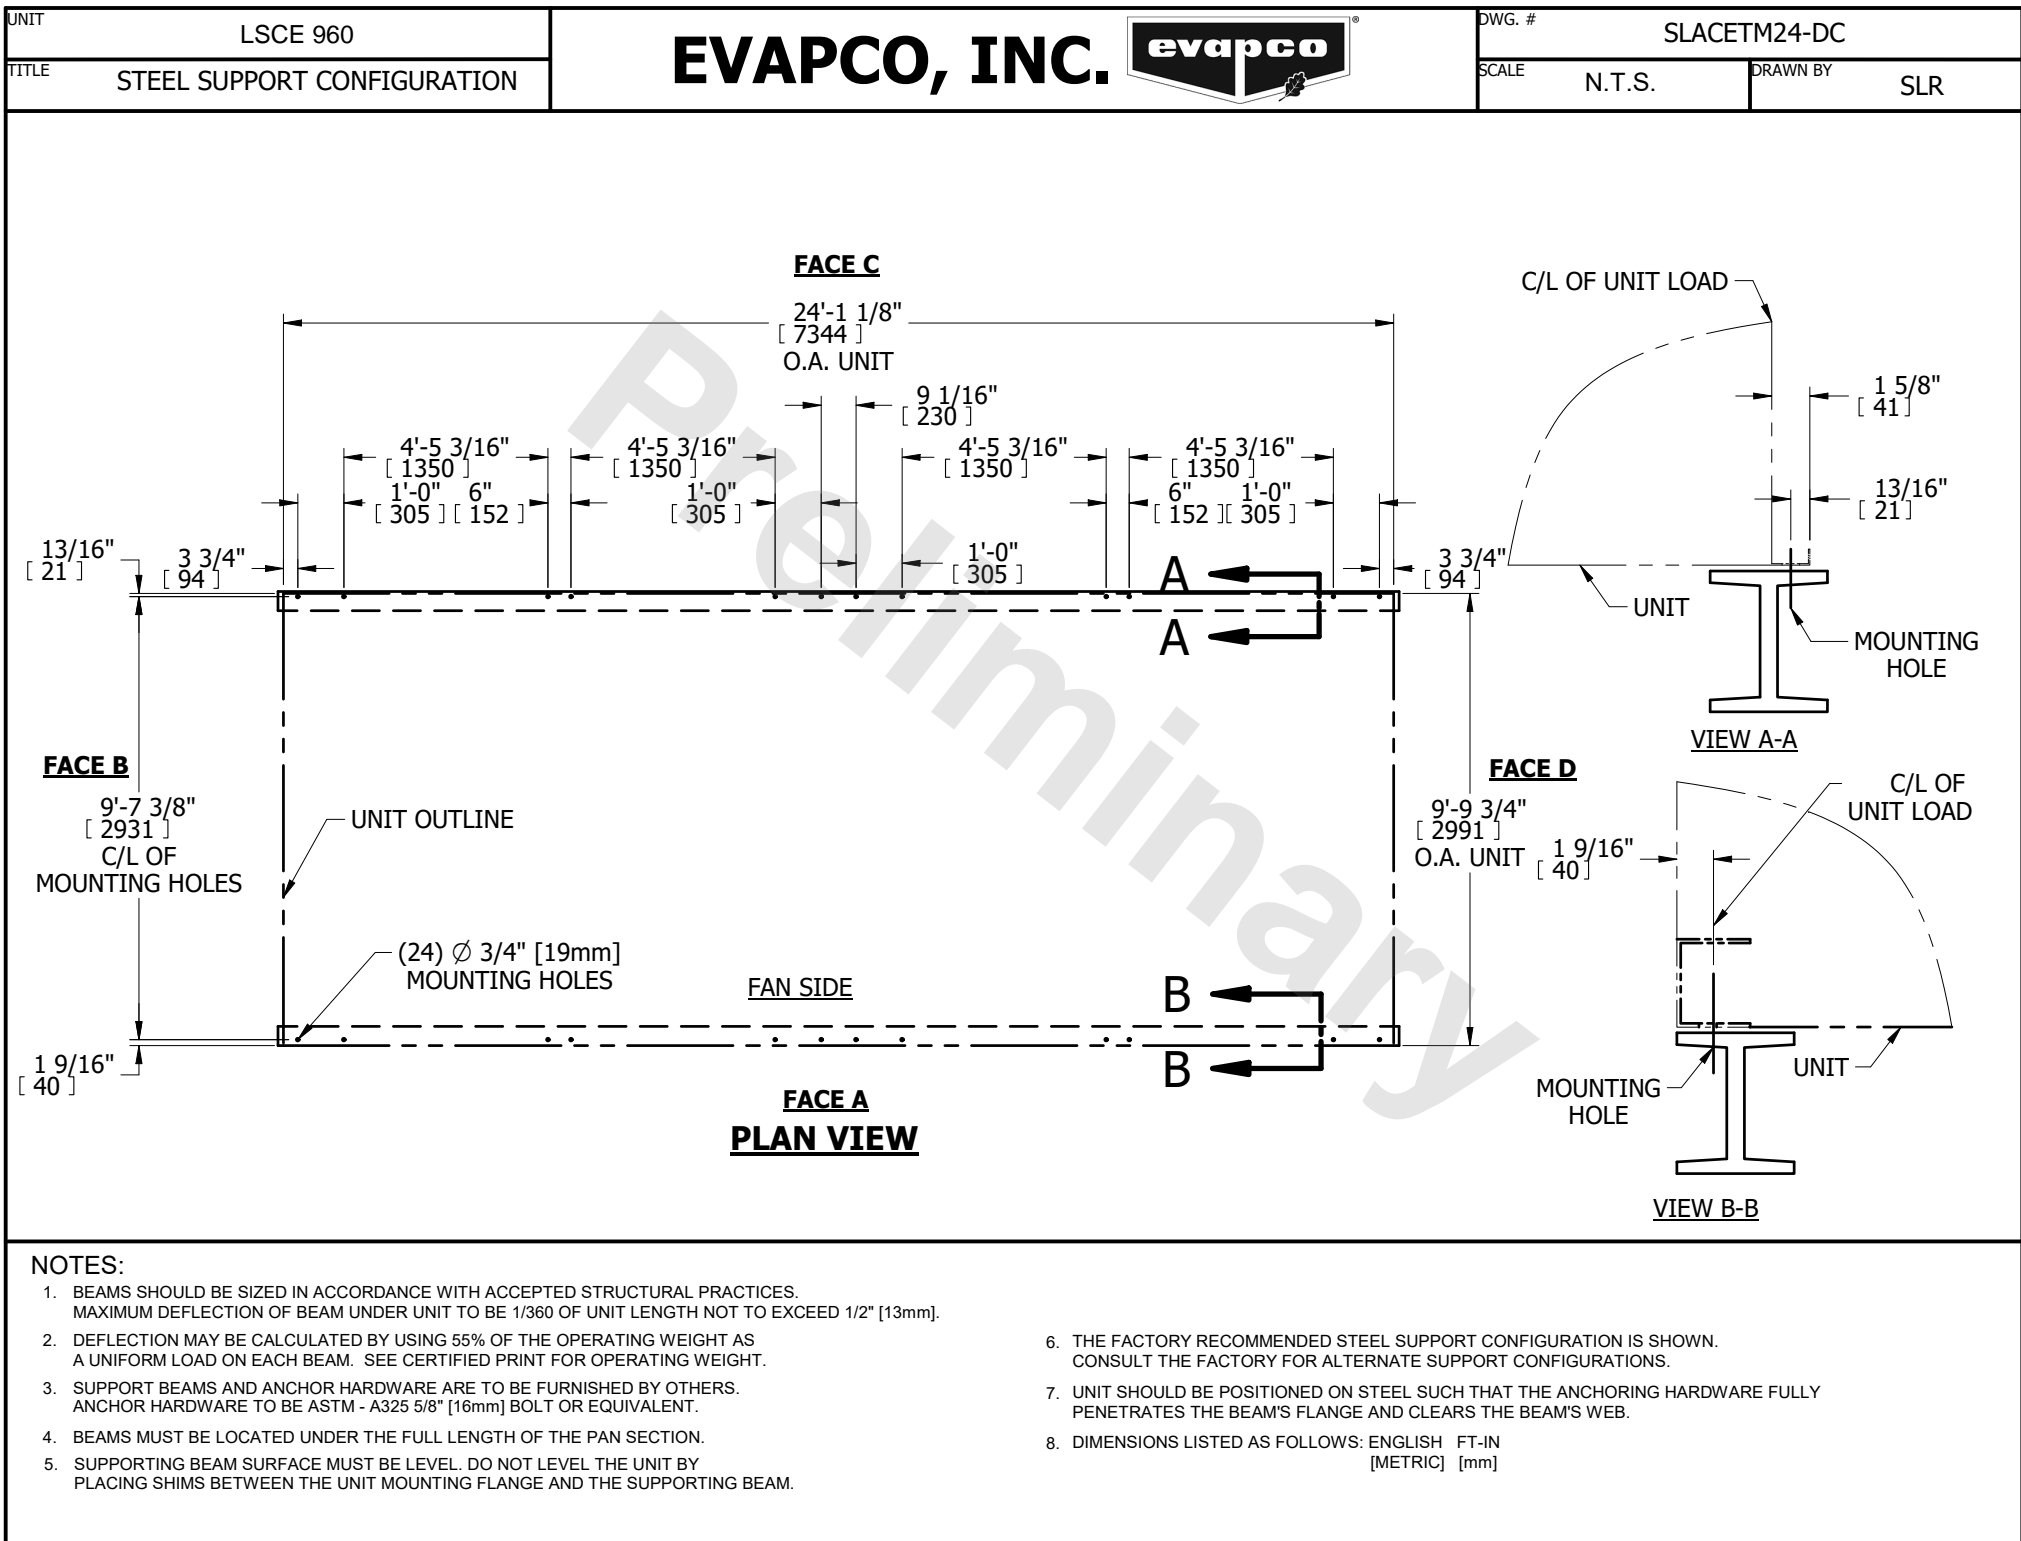 UNIT
LSCE 960
TITLE
STEEL SUPPORT CONFIGURATION
EVAPCO, INC.
evapco
®
DWG. #
SLACETM24-DC
SCALE
N.T.S.
DRAWN BY
SLR
FACE C
24'-1 1/8"
[ 7344 ]
O.A. UNIT
9 1/16"
[ 230 ]
4'-5 3/16" 4'-5 3/16" 4'-5 3/16" 4'-5 3/16"
[ 1350 ] [ 1350 ] [ 1350 ] [ 1350 ]
1'-0" 6" 1'-0" 6" 1'-0"
[ 305 ] [ 152 ] [ 305 ] [ 152 ] [ 305 ]
13/16"
[ 21 ]
3 3/4"
[ 94 ]
1'-0"
[ 305 ]
3 3/4"
[ 94 ]
A
A
FACE B
9'-7 3/8"
[ 2931 ]
C/L OF
MOUNTING HOLES
UNIT OUTLINE
FACE D
9'-9 3/4"
[ 2991 ]
O.A. UNIT
(24) Ø 3/4" [19mm]
MOUNTING HOLES
FAN SIDE
B
B
1 9/16"
[ 40 ]
FACE A
PLAN VIEW
C/L OF UNIT LOAD
1 5/8"
[ 41 ]
13/16"
[ 21 ]
UNIT
MOUNTING
HOLE
VIEW A-A
C/L OF
UNIT LOAD
1 9/16"
[ 40 ]
UNIT
MOUNTING
HOLE
VIEW B-B
Preliminary
NOTES:
1. BEAMS SHOULD BE SIZED IN ACCORDANCE WITH ACCEPTED STRUCTURAL PRACTICES.
MAXIMUM DEFLECTION OF BEAM UNDER UNIT TO BE 1/360 OF UNIT LENGTH NOT TO EXCEED 1/2" [13mm].
2. DEFLECTION MAY BE CALCULATED BY USING 55% OF THE OPERATING WEIGHT AS
A UNIFORM LOAD ON EACH BEAM. SEE CERTIFIED PRINT FOR OPERATING WEIGHT.
3. SUPPORT BEAMS AND ANCHOR HARDWARE ARE TO BE FURNISHED BY OTHERS.
ANCHOR HARDWARE TO BE ASTM - A325 5/8" [16mm] BOLT OR EQUIVALENT.
4. BEAMS MUST BE LOCATED UNDER THE FULL LENGTH OF THE PAN SECTION.
5. SUPPORTING BEAM SURFACE MUST BE LEVEL. DO NOT LEVEL THE UNIT BY
PLACING SHIMS BETWEEN THE UNIT MOUNTING FLANGE AND THE SUPPORTING BEAM.
6. THE FACTORY RECOMMENDED STEEL SUPPORT CONFIGURATION IS SHOWN.
CONSULT THE FACTORY FOR ALTERNATE SUPPORT CONFIGURATIONS.
7. UNIT SHOULD BE POSITIONED ON STEEL SUCH THAT THE ANCHORING HARDWARE FULLY
PENETRATES THE BEAM'S FLANGE AND CLEARS THE BEAM'S WEB.
8. DIMENSIONS LISTED AS FOLLOWS: ENGLISH FT-IN
[METRIC] [mm]